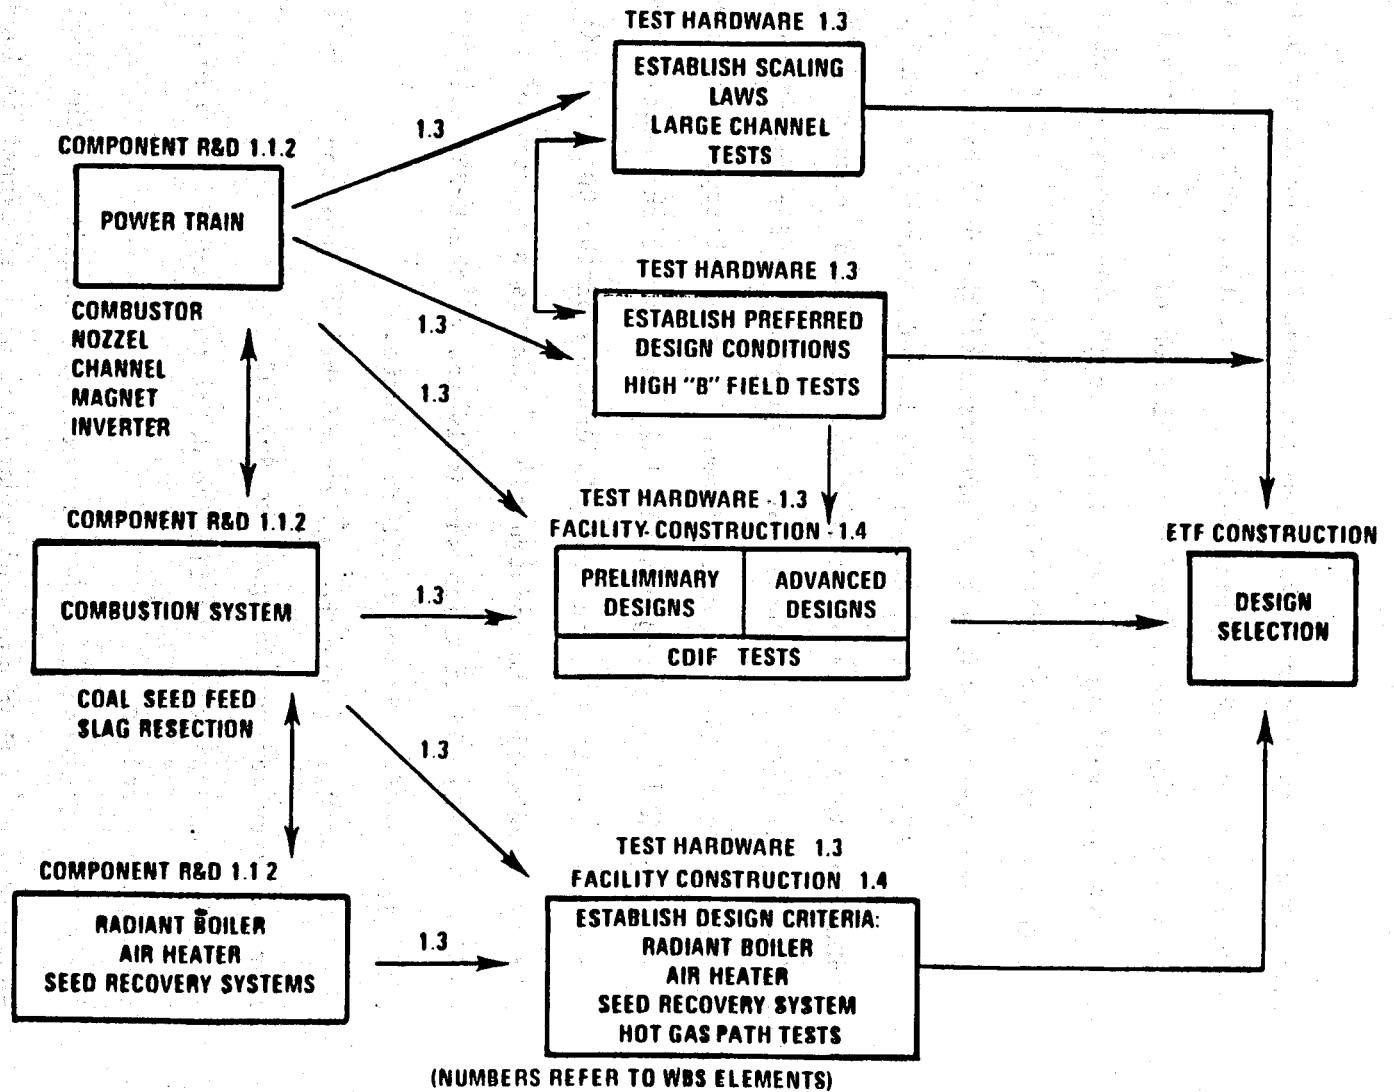 TEST HARDWARE 1.3
ESTABLISH SCALING
LAWS
LARGE CHANNEL
TESTS
1.3
COMPONENT R&D 1.1.2
POWER TRAIN
COMBUSTOR
NOZZEL
CHANNEL
MAGNET
INVERTER
1.3
1.3
TEST HARDWARE 1.3
ESTABLISH PREFERRED
DESIGN CONDITIONS
HIGH "B" FIELD TESTS
COMPONENT R&D 1.1.2
COMBUSTION SYSTEM
COAL SEED FEED
SLAG RESECTION
1.3
TEST HARDWARE - 1.3
FACILITY CONSTRUCTION - 1.4
PRELIMINARY
DESIGNS
ADVANCED
DESIGNS
CDIF TESTS
ETF CONSTRUCTION
DESIGN
SELECTION
1.3
COMPONENT R&D 1.1 2
RADIANT BOILER
AIR HEATER
SEED RECOVERY SYSTEMS
1.3
TEST HARDWARE 1.3
FACILITY CONSTRUCTION 1.4
ESTABLISH DESIGN CRITERIA:
RADIANT BOILER
AIR HEATER
SEED RECOVERY SYSTEM
HOT GAS PATH TESTS
(NUMBERS REFER TO WBS ELEMENTS)